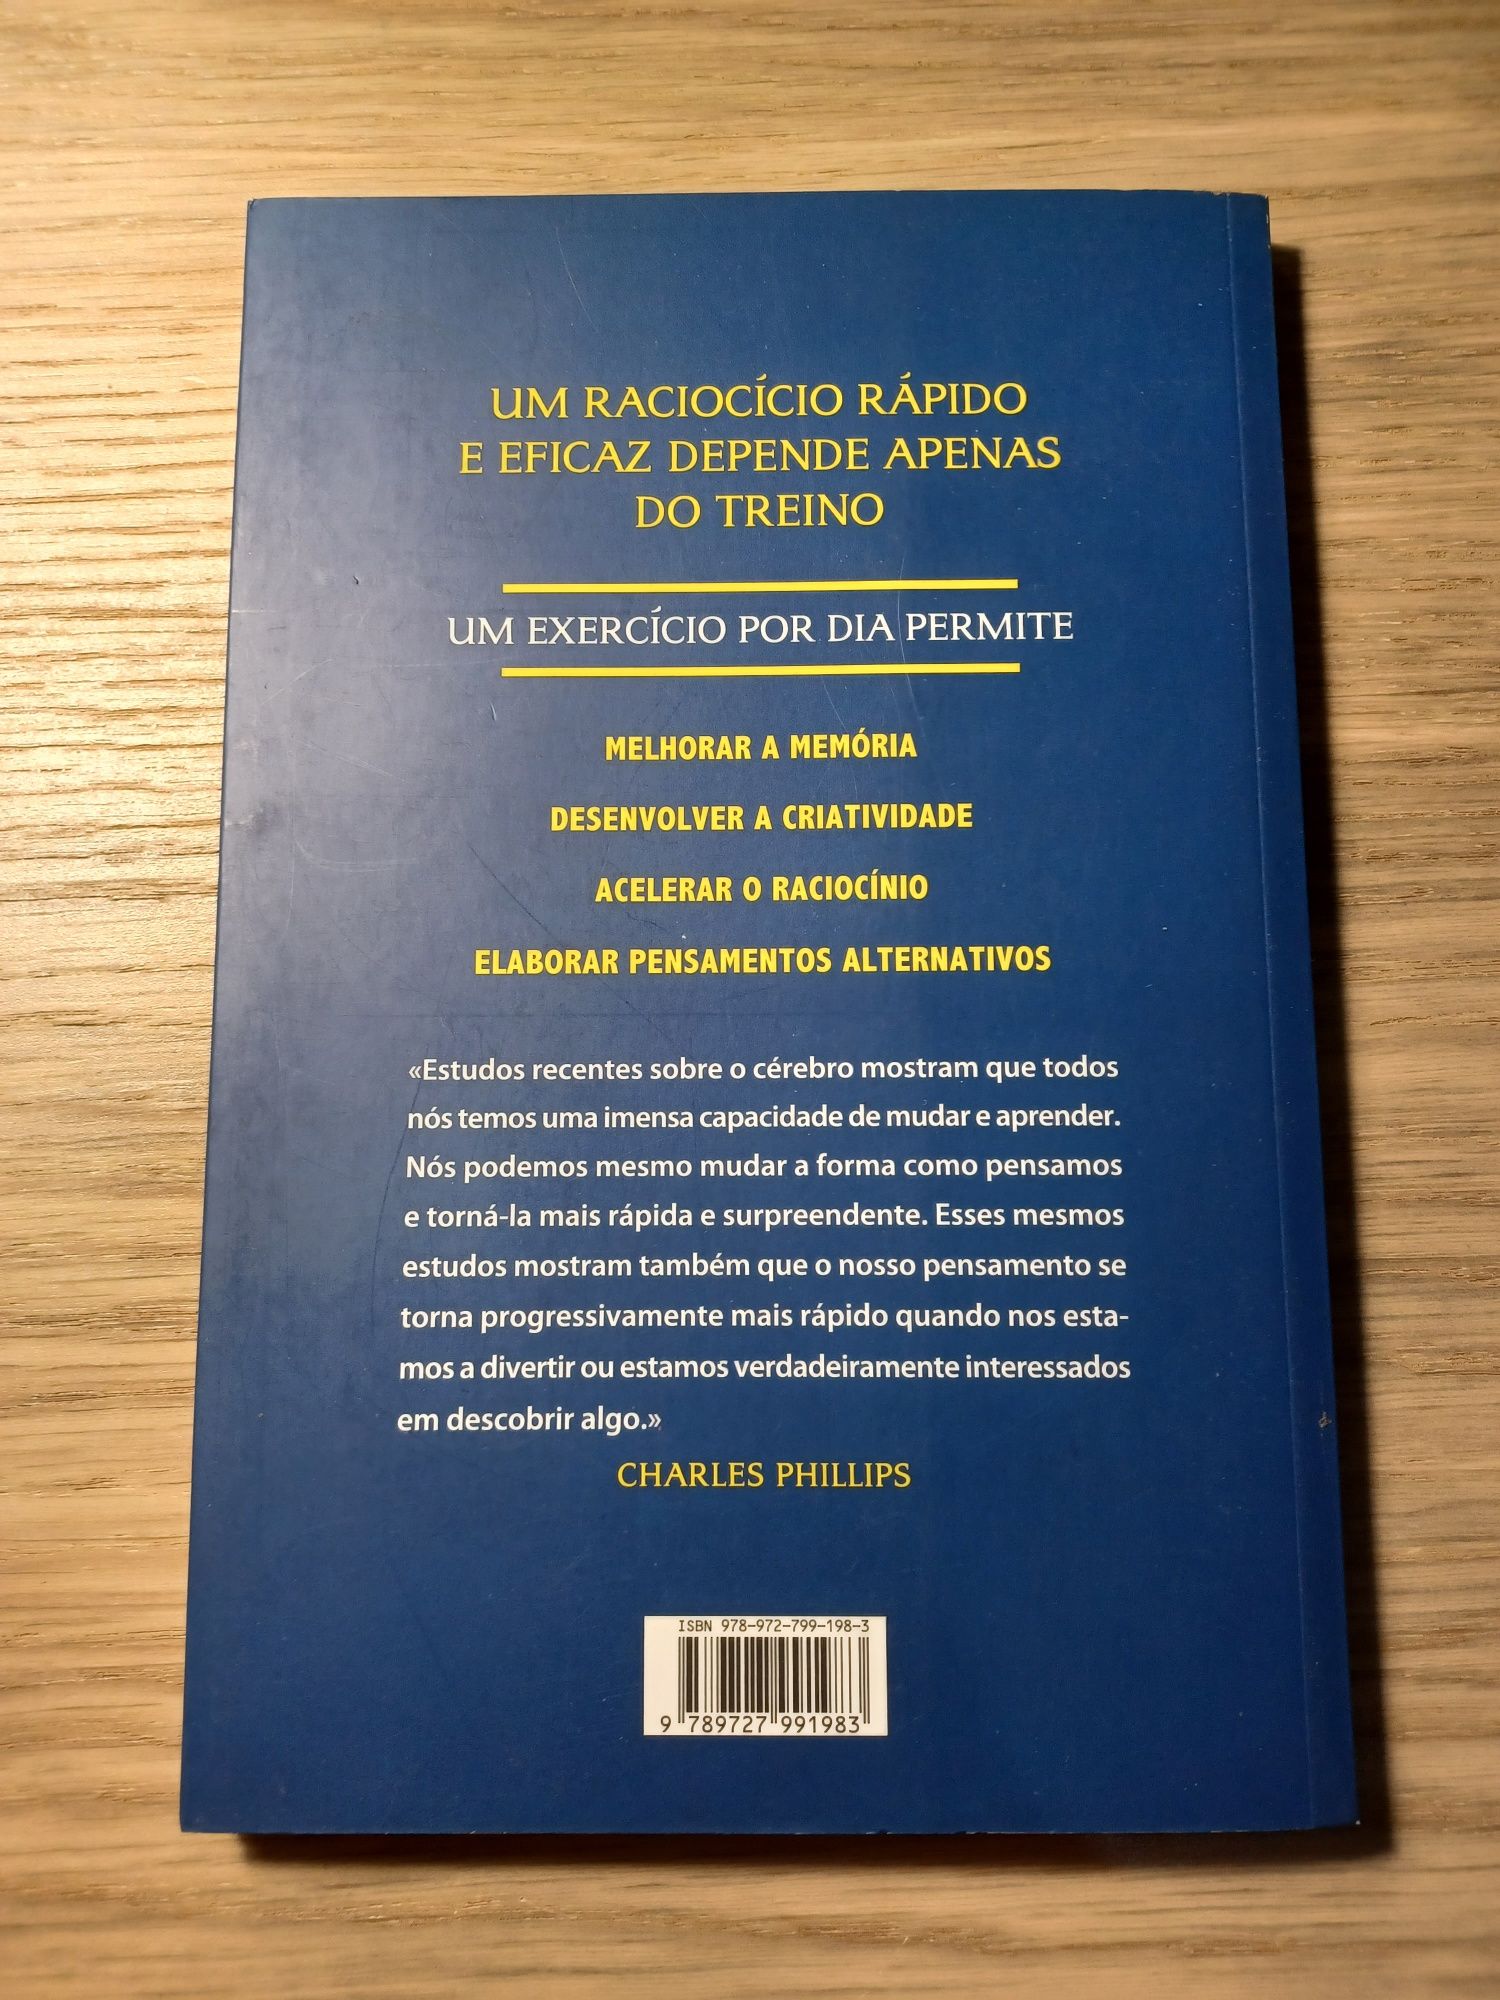 UM RACIOCÍCIO RÁPIDO
E EFICAZ DEPENDE APENAS
DO TREINO
UM EXERCÍCIO POR DIA PERMITE
MELHORAR A MEMÓRIA
DESENVOLVER A CRIATIVIDADE
ACELERAR O RACIOCÍNIO
ELABORAR PENSAMENTOS ALTERNATIVOS
«Estudos recentes sobre o cérebro mostram que todos
nós temos uma imensa capacidade de mudar e aprender.
Nós podemos mesmo mudar a forma como pensamos
e torná-la mais rápida e surpreendente. Esses mesmos
estudos mostram também que o nosso pensamento se
torna progressivamente mais rápido quando nos esta-
mos a divertir ou estamos verdadeiramente interessados
em descobrir algo.»
CHARLES PHILLIPS
ISBN 978-972-799-198-3
9 789727 991983